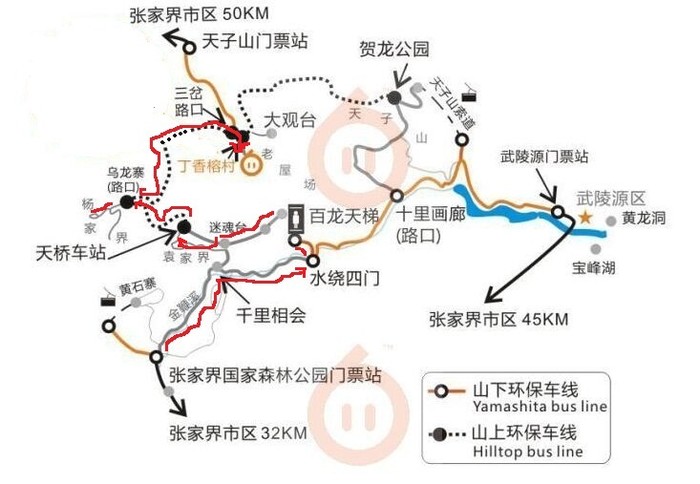 张家界市区 50KM
天子山门票站
贺龙公园
三岔
路口
大观台
天子山索道
天子山
丁香榕村
老屋场
武陵源门票站
乌龙寨
(路口)
杨家界
迷魂台
百龙天梯
十里画廊
(路口)
武陵源区
黄龙洞
天桥车站
袁家界
宝峰湖
水绕四门
黄石寨
金鞭溪
千里相会
张家界市区 45KM
张家界国家森林公园门票站
张家界市区 32KM
山下环保车线
Yamashita bus line
山上环保车线
Hilltop bus line